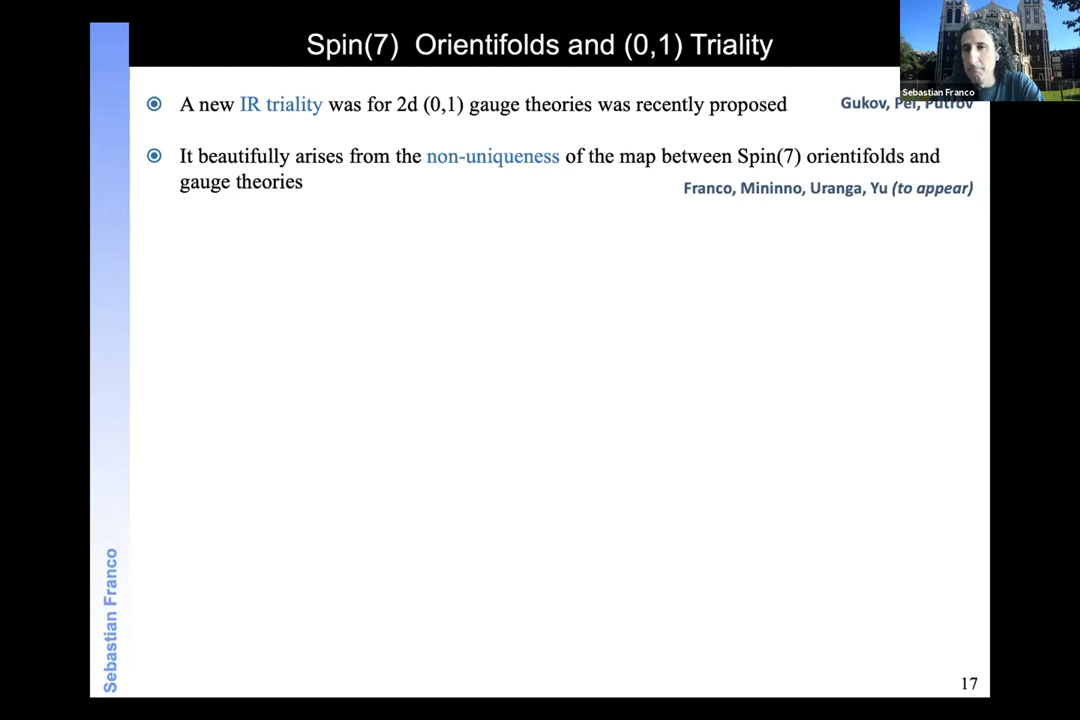 Spin(7) Orientifolds and (0,1) Triality
Sebastian Franco
A new IR triality was for 2d (0,1) gauge theories was recently proposed
Gukov, Pei, Putrov
It beautifully arises from the non-uniqueness of the map between Spin(7) orientifolds and
gauge theories
Franco, Mininno, Uranga, Yu (to appear)
Sebastian Franco
17